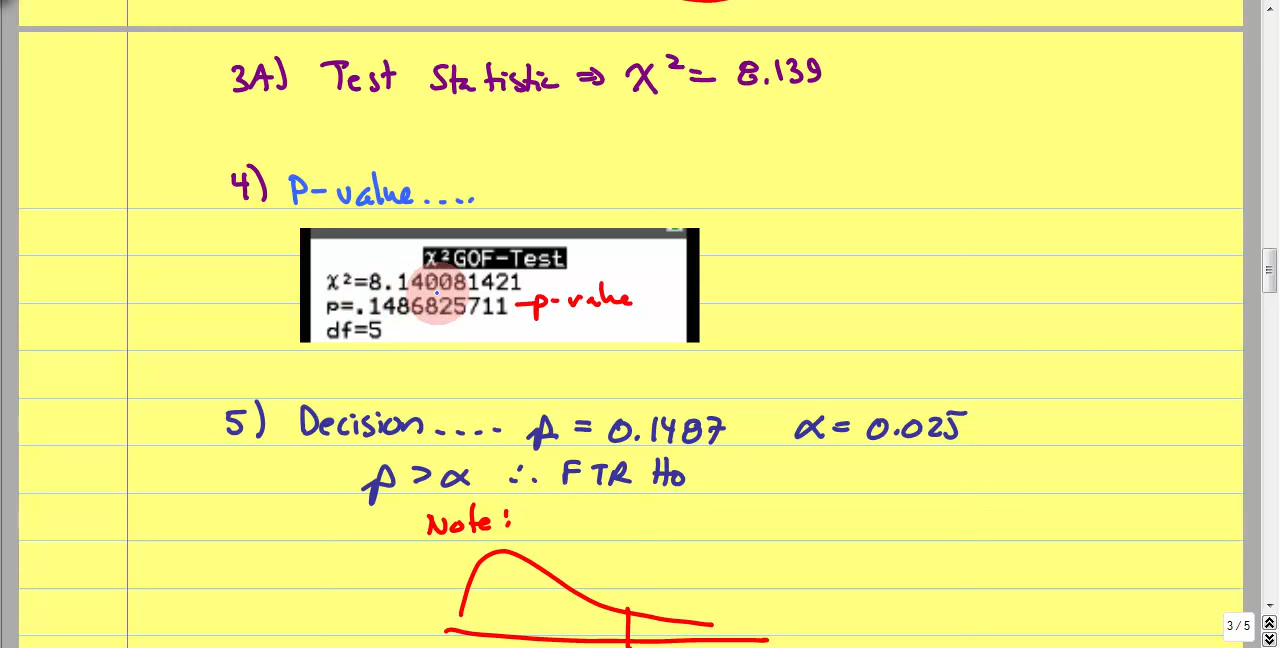 3A) Test Statistic ⇒ χ² = 8.139
4) P-value....
χ²GOF-Test
χ²=8.140081421
p=.1486825711 – p-value
df=5
5) Decision.... p = 0.1487 α = 0.025
p > α ∴ FTR Ho
Note:
3 / 5